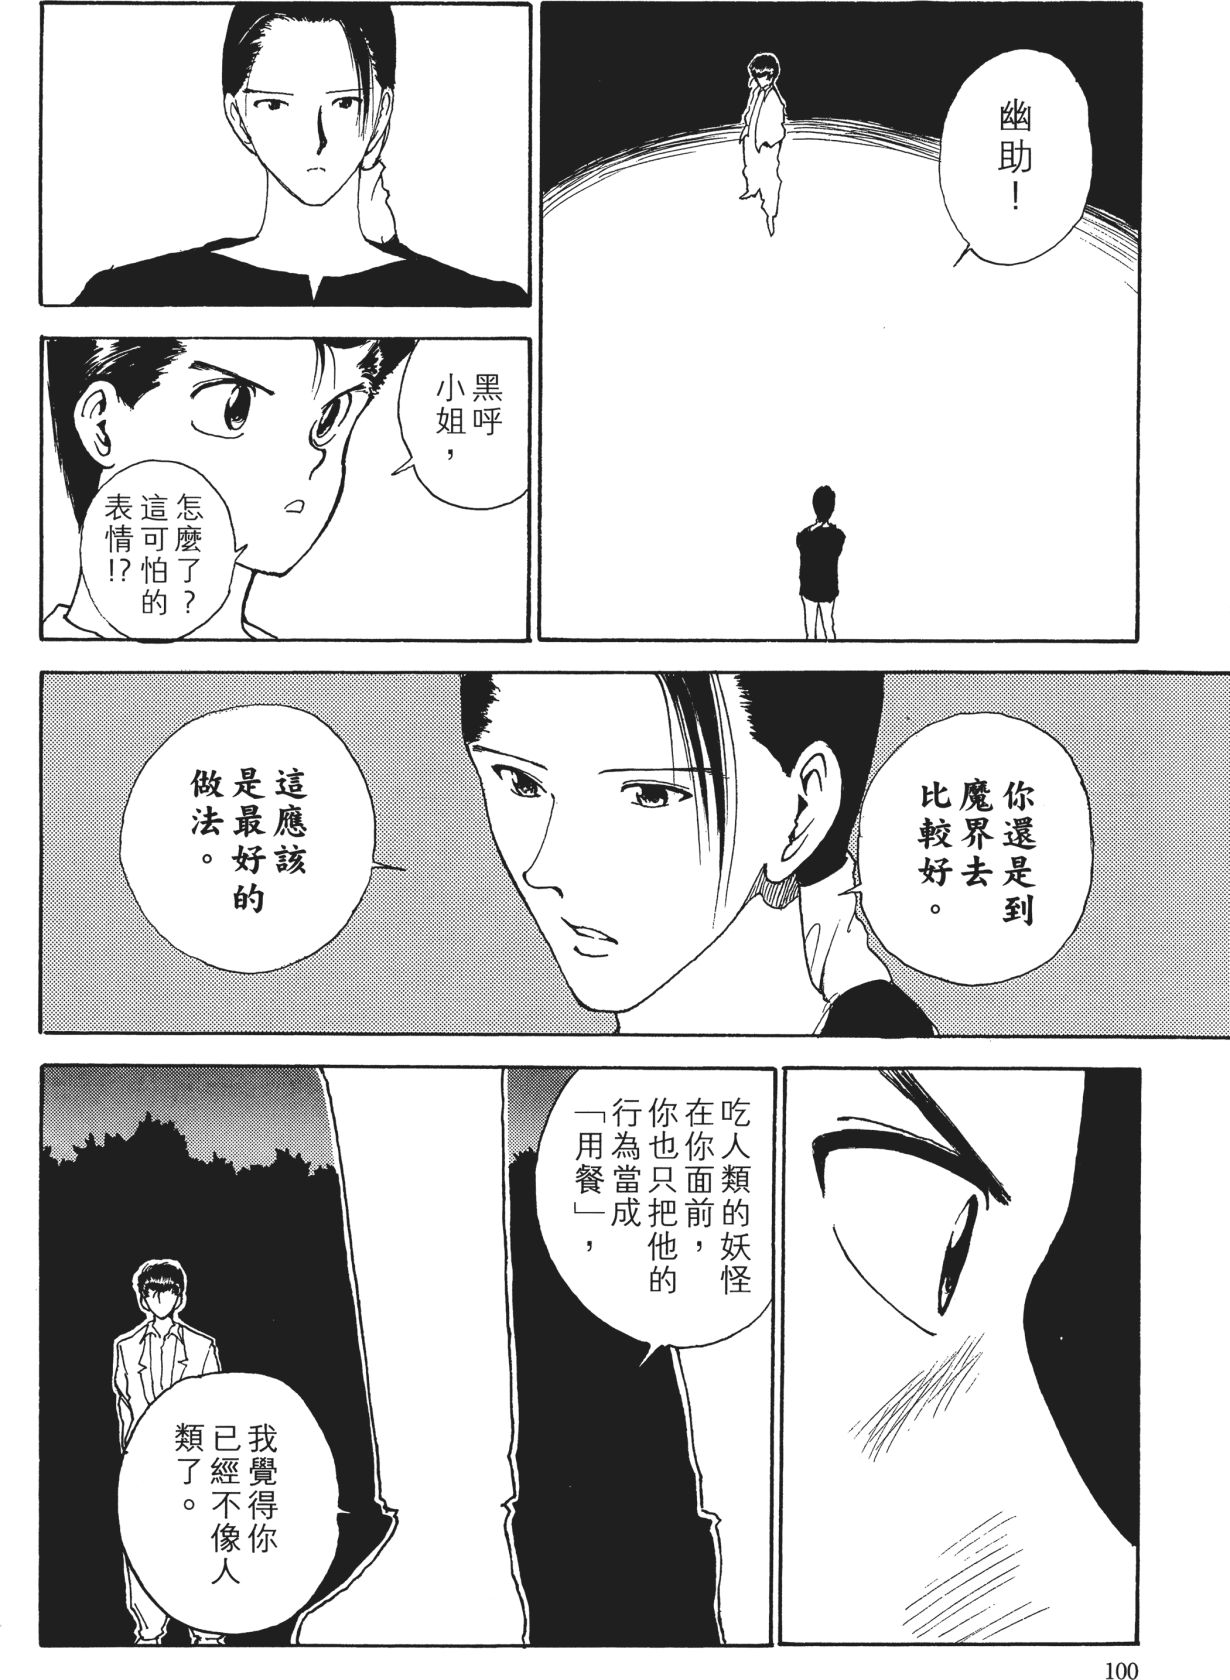 幽助！
黑呼
小姐，
怎麼了？
這可怕的
表情!?
你還是到
魔界去
比較好。
這應該
是最好的
做法。
吃人類的妖怪
在你面前，
你也只把他的
行為當成
「用餐」，
我覺得你
已經不像人
類了。
100